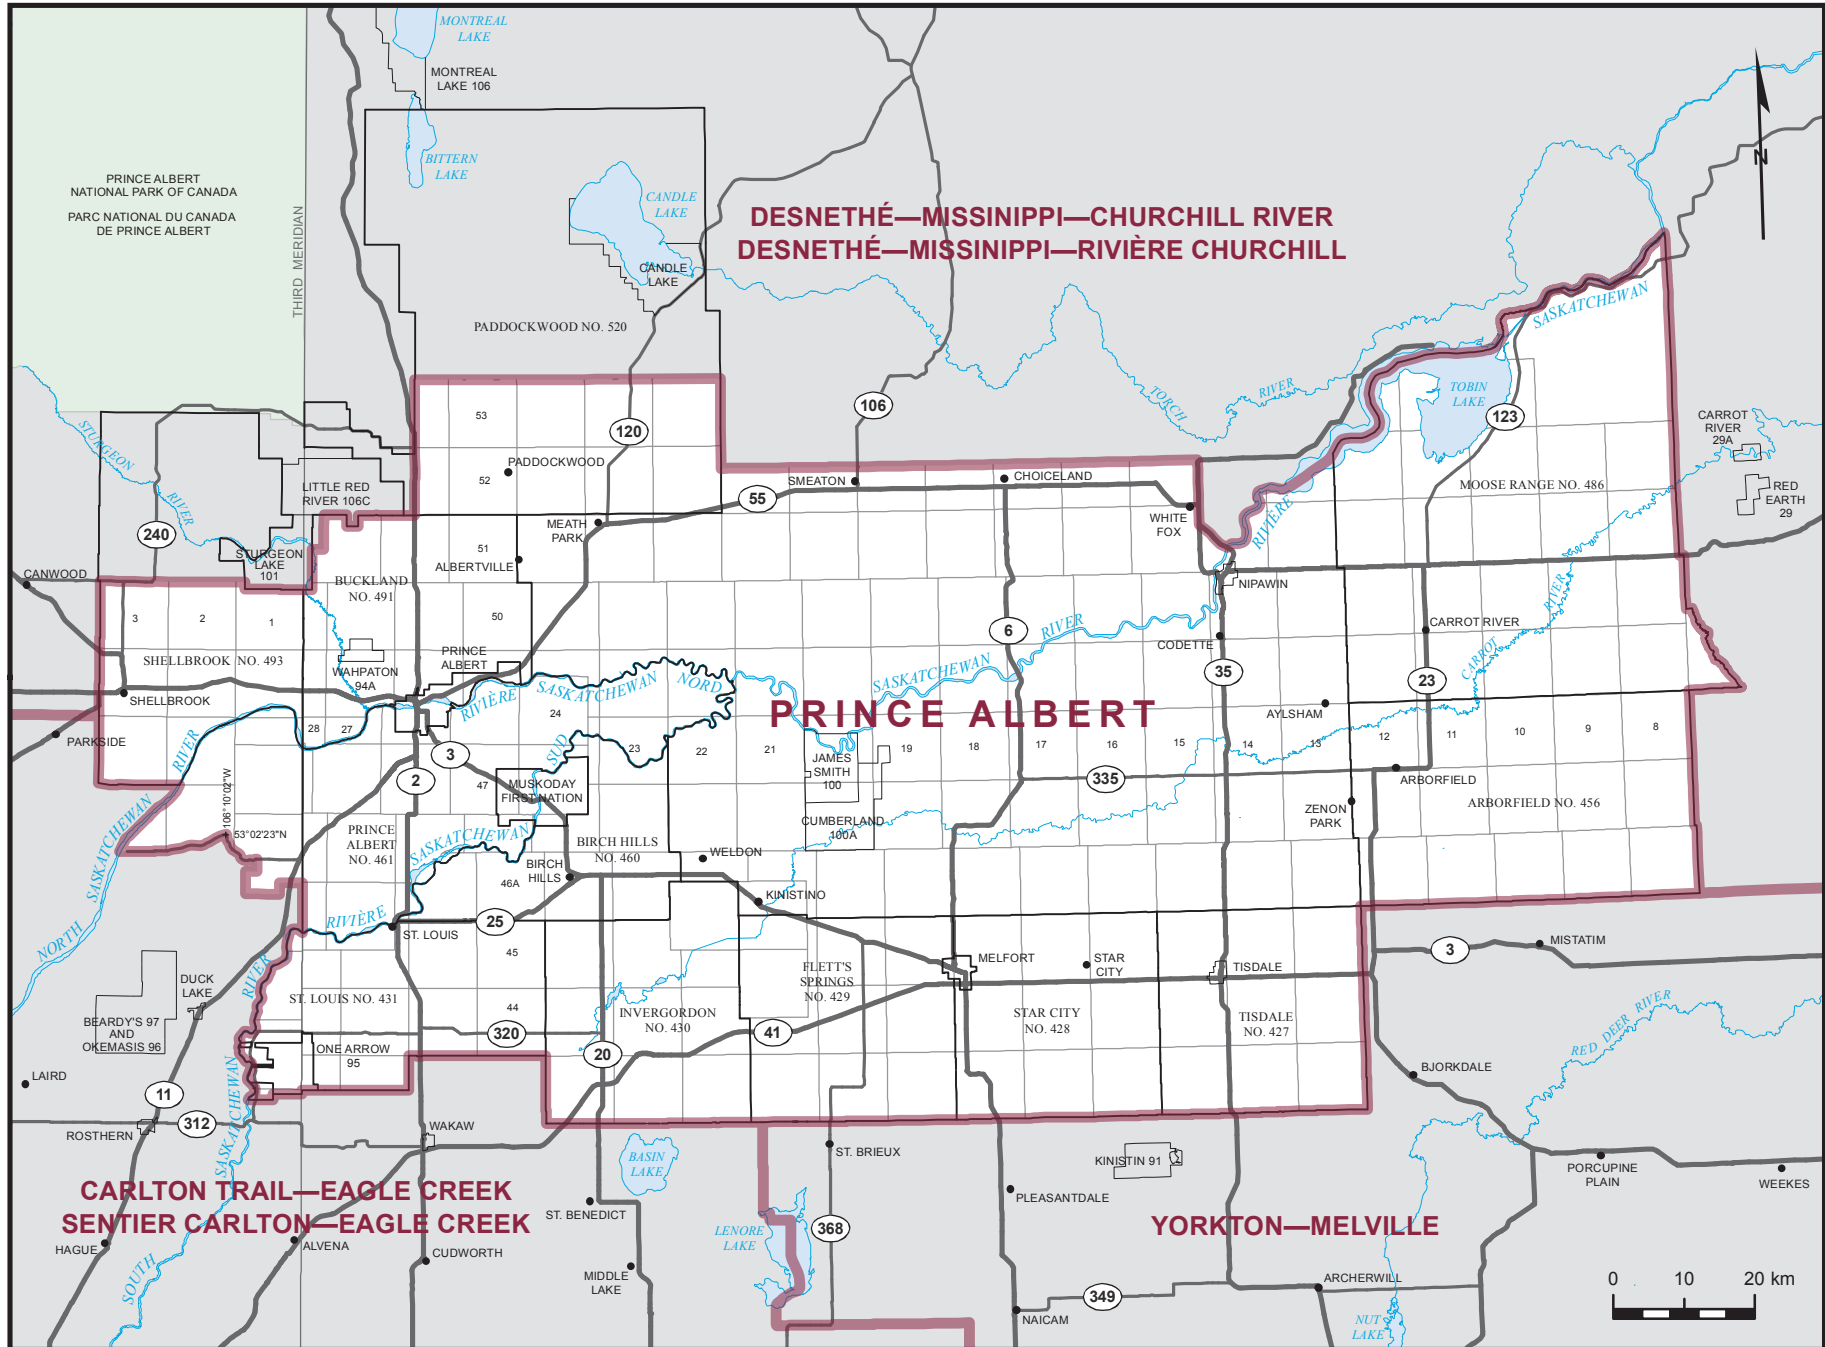 MONTREAL
LAKE
MONTREAL
LAKE 106
BITTERN
LAKE
PRINCE ALBERT
NATIONAL PARK OF CANADA
PARC NATIONAL DU CANADA
DE PRINCE ALBERT
THIRD MERIDIAN
CANDLE
LAKE
CANDLE
LAKE
DESNETHÉ—MISSINIPPI—CHURCHILL RIVER
DESNETHÉ—MISSINIPPI—RIVIÈRE CHURCHILL
N
PADDOCKWOOD NO. 520
SASKATCHEWAN
TORCH
RIVER
TOBIN
LAKE
106
120
123
53
52
PADDOCKWOOD
CARROT
RIVER
29A
RED
EARTH
29
STURGEON
RIVER
LITTLE RED
RIVER 106C
SMEATON
CHOICELAND
55
MOOSE RANGE NO. 486
240
MEATH
PARK
WHITE
FOX
RIVIÈRE
STURGEON
LAKE
101
51
ALBERTVILLE
CANWOOD
BUCKLAND
NO. 491
NIPAWIN
3
2
1
50
6
RIVER
CODETTE
CARROT RIVER
RIVER
CARROT
SHELLBROOK NO. 493
WAHPATON
94A
PRINCE
ALBERT
SASKATCHEWAN
35
23
SHELLBROOK
RIVIÈRE
SASKATCHEWAN
NORD
PRINCE ALBERT
AYLSHAM
PARKSIDE
RIVER
28
27
24
SUD
23
22
21
19
18
17
16
15
14
13
12
11
10
9
8
3
2
47
MUSKODAY
FIRST NATION
JAMES
SMITH
100
335
ARBORFIELD
ARBORFIELD NO. 456
ZENON
PARK
106°10'02"W
53°02'23"N
NORTH
SASKATCHEWAN
PRINCE
ALBERT
NO. 461
SASKATCHEWAN
BIRCH HILLS
NO. 460
CUMBERLAND
100A
WELDON
BIRCH
HILLS
46A
KINISTINO
RIVIÈRE
25
ST. LOUIS
45
MELFORT
STAR
CITY
TISDALE
3
MISTATIM
DUCK
LAKE
RIVER
ST. LOUIS NO. 431
44
FLETT'S
SPRINGS
NO. 429
BEARDY'S 97
AND
OKEMASIS 96
INVERGORDON
NO. 430
STAR CITY
NO. 428
TISDALE
NO. 427
320
41
20
ONE ARROW
95
RED DEER RIVER
LAIRD
11
312
SASKATCHEWAN
BJORKDALE
ROSTHERN
WAKAW
BASIN
LAKE
ST. BRIEUX
KINISTIN 91
PORCUPINE
PLAIN
WEEKES
CARLTON TRAIL—EAGLE CREEK
SENTIER CARLTON—EAGLE CREEK
ST. BENEDICT
PLEASANTDALE
YORKTON—MELVILLE
LENORE
LAKE
368
HAGUE
ALVENA
CUDWORTH
SOUTH
MIDDLE
LAKE
349
ARCHERWILL
0 10 20 km
NAICAM
NUT
LAKE